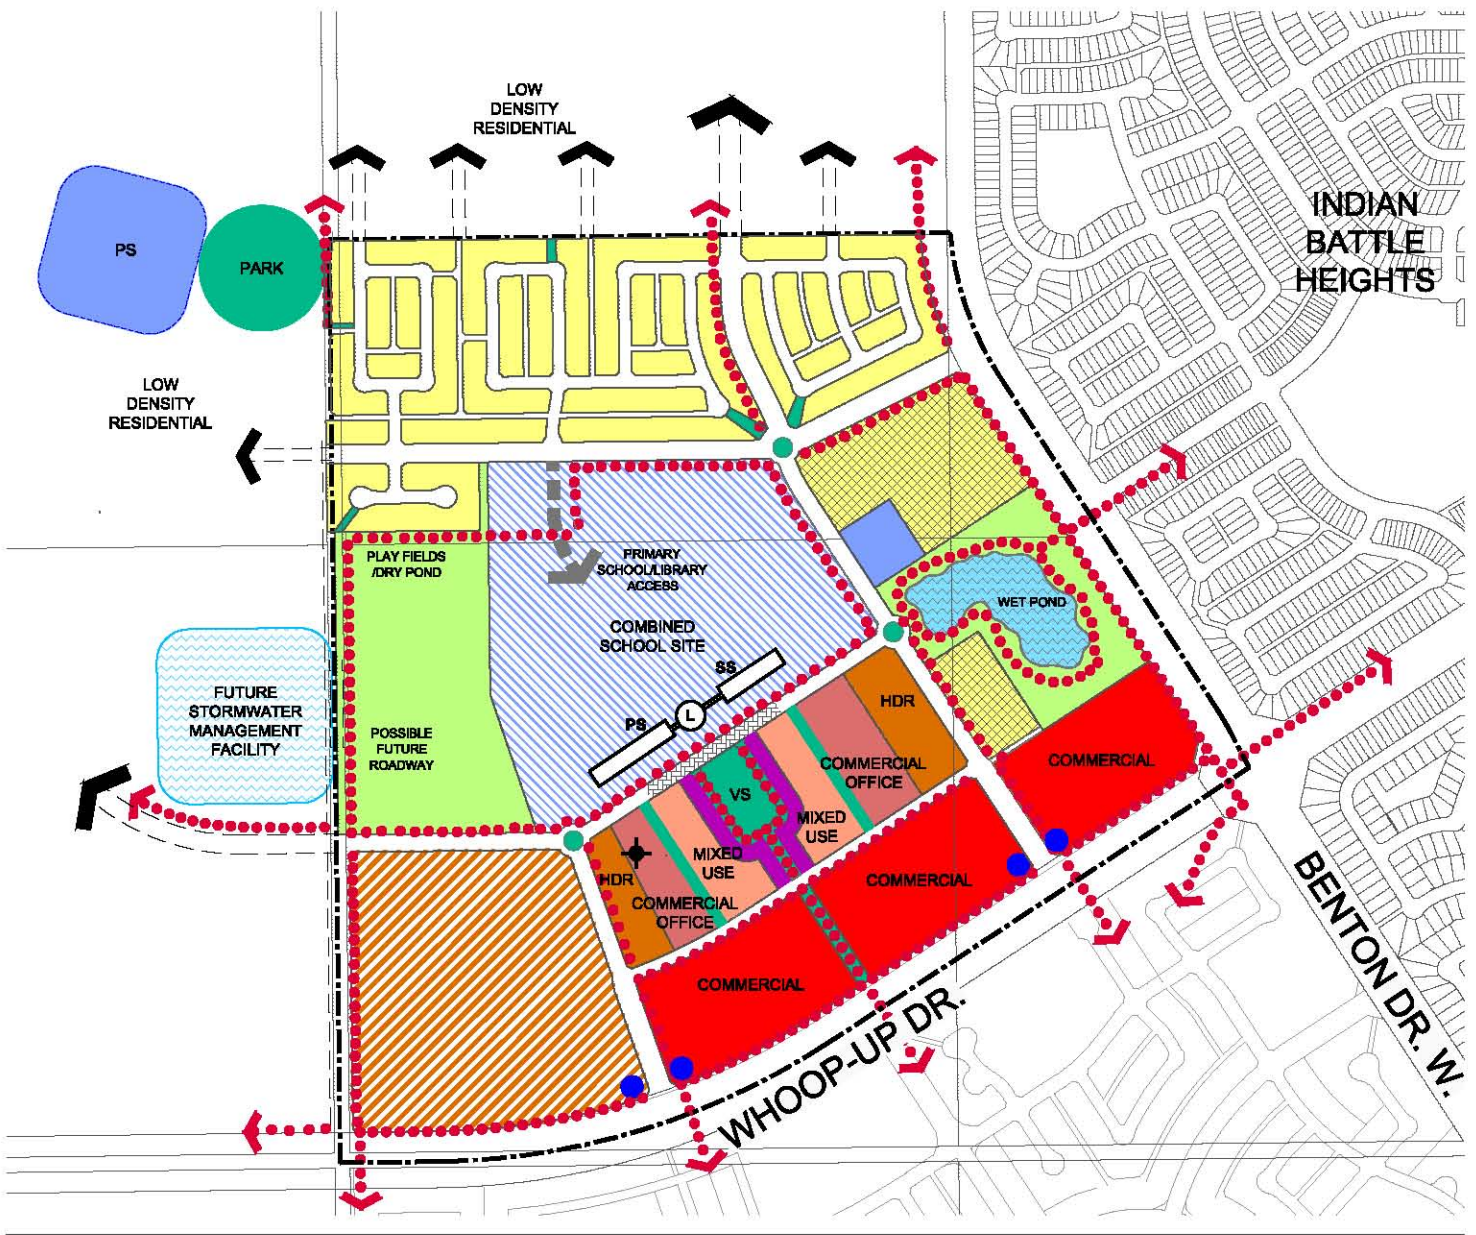 LOW
DENSITY
RESIDENTIAL
INDIAN
BATTLE
HEIGHTS
PS
PARK
LOW
DENSITY
RESIDENTIAL
PLAY FIELDS
/DRY POND
PRIMARY
SCHOOL/LIBRARY
ACCESS
WET POND
COMBINED
SCHOOL SITE
SS
L
PS
HDR
FUTURE
STORMWATER
MANAGEMENT
FACILITY
POSSIBLE
FUTURE
ROADWAY
COMMERCIAL
COMMERCIAL
OFFICE
VS
MIXED
USE
MIXED
USE
HDR
COMMERCIAL
OFFICE
COMMERCIAL
COMMERCIAL
WHOOP-UP DR.
BENTON DR. W.